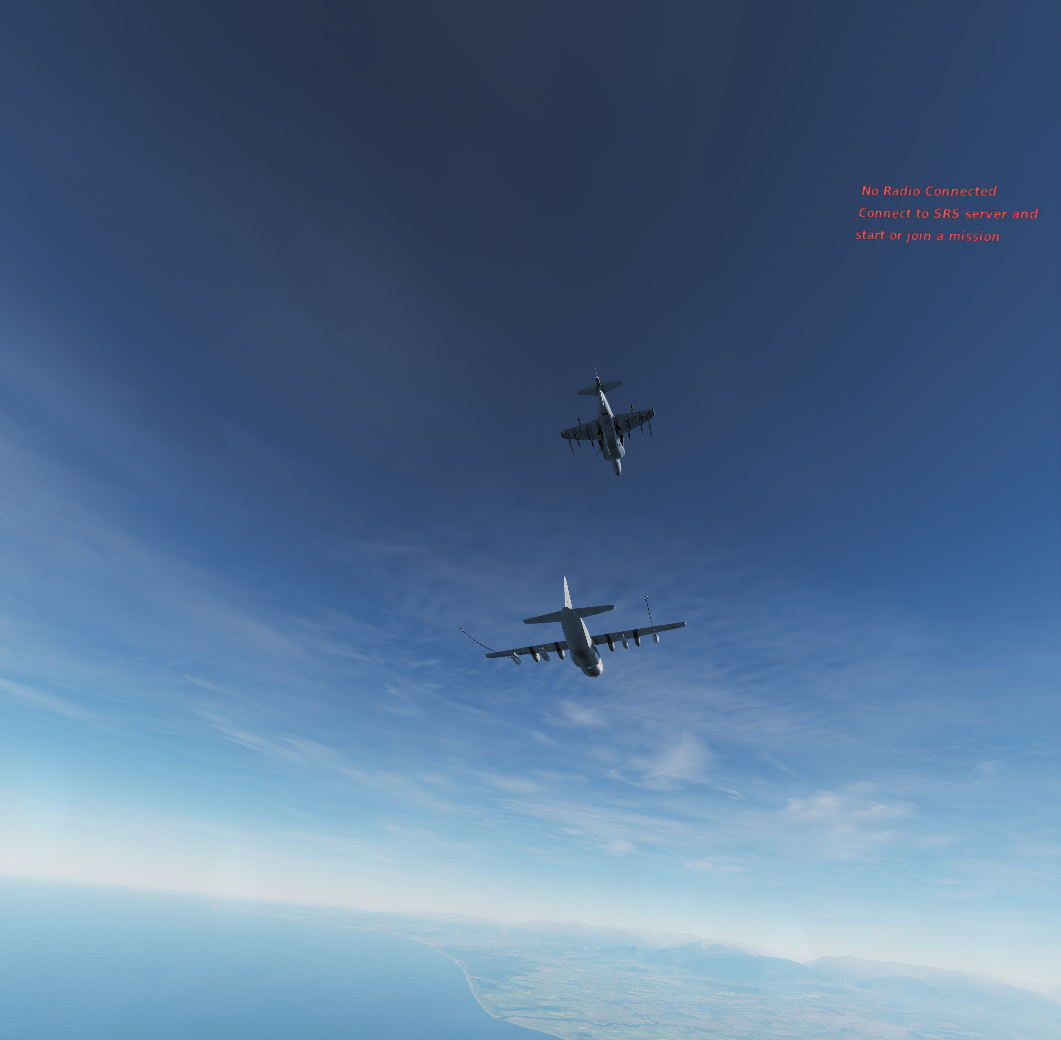 No Radio Connected
Connect to SRS server and
start or join a mission